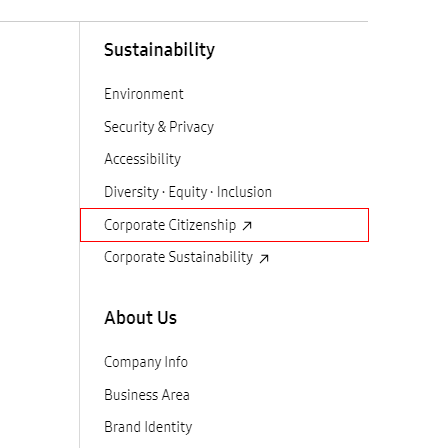 Sustainability
Environment
Security & Privacy
Accessibility
Diversity · Equity · Inclusion
Corporate Citizenship ↗
Corporate Sustainability ↗
About Us
Company Info
Business Area
Brand Identity